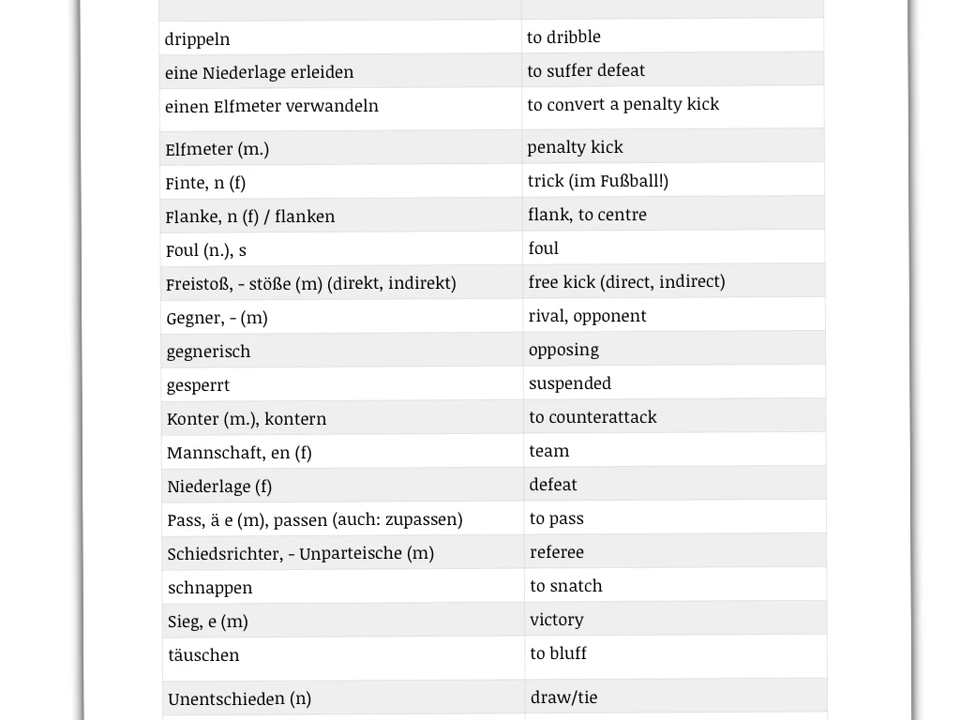 drippeln to dribble
eine Niederlage erleiden to suffer defeat
einen Elfmeter verwandeln to convert a penalty kick
Elfmeter (m.) penalty kick
Finte, n (f) trick (im Fußball!)
Flanke, n (f) / flanken flank, to centre
Foul (n.), s foul
Freistoß, - stöße (m) (direkt, indirekt) free kick (direct, indirect)
Gegner, - (m) rival, opponent
gegnerisch opposing
gesperrt suspended
Konter (m.), kontern to counterattack
Mannschaft, en (f) team
Niederlage (f) defeat
Pass, ä e (m), passen (auch: zupassen) to pass
Schiedsrichter, - Unparteische (m) referee
schnappen to snatch
Sieg, e (m) victory
täuschen to bluff
Unentschieden (n) draw/tie